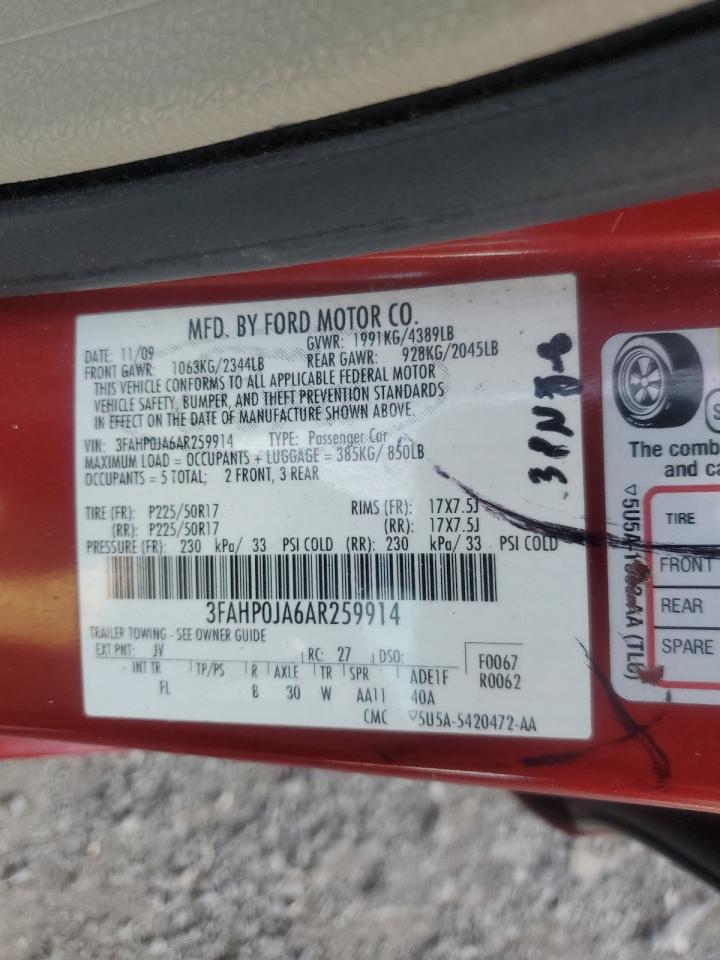 MFD. BY FORD MOTOR CO.
DATE: 11/09 GVWR: 1991KG/4389LB
FRONT GAWR: 1063KG/2344LB REAR GAWR: 928KG/2045LB
THIS VEHICLE CONFORMS TO ALL APPLICABLE FEDERAL MOTOR
VEHICLE SAFETY, BUMPER, AND THEFT PREVENTION STANDARDS
IN EFFECT ON THE DATE OF MANUFACTURE SHOWN ABOVE.
VIN: 3FAHP0JA6AR259914 TYPE: Passenger Car
MAXIMUM LOAD = OCCUPANTS + LUGGAGE = 385KG/ 850LB
OCCUPANTS = 5 TOTAL; 2 FRONT, 3 REAR
TIRE (FR): P225/50R17 RIMS (FR): 17X7.5J
(RR): P225/50R17 (RR): 17X7.5J
PRESSURE (FR): 230 kPa/ 33 PSI COLD (RR): 230 kPa/ 33 PSI COLD
3FAHP0JA6AR259914
TRAILER TOWING - SEE OWNER GUIDE
EXT PNT: JV RC: 27 DSO: F0067
INT TR TP/PS R AXLE TR SPR ADE1F R0062
FL B 30 W AA11 40A
CMC ▽5U5A-5420472-AA
The comb
and ca
TIRE
FRONT
REAR
SPARE